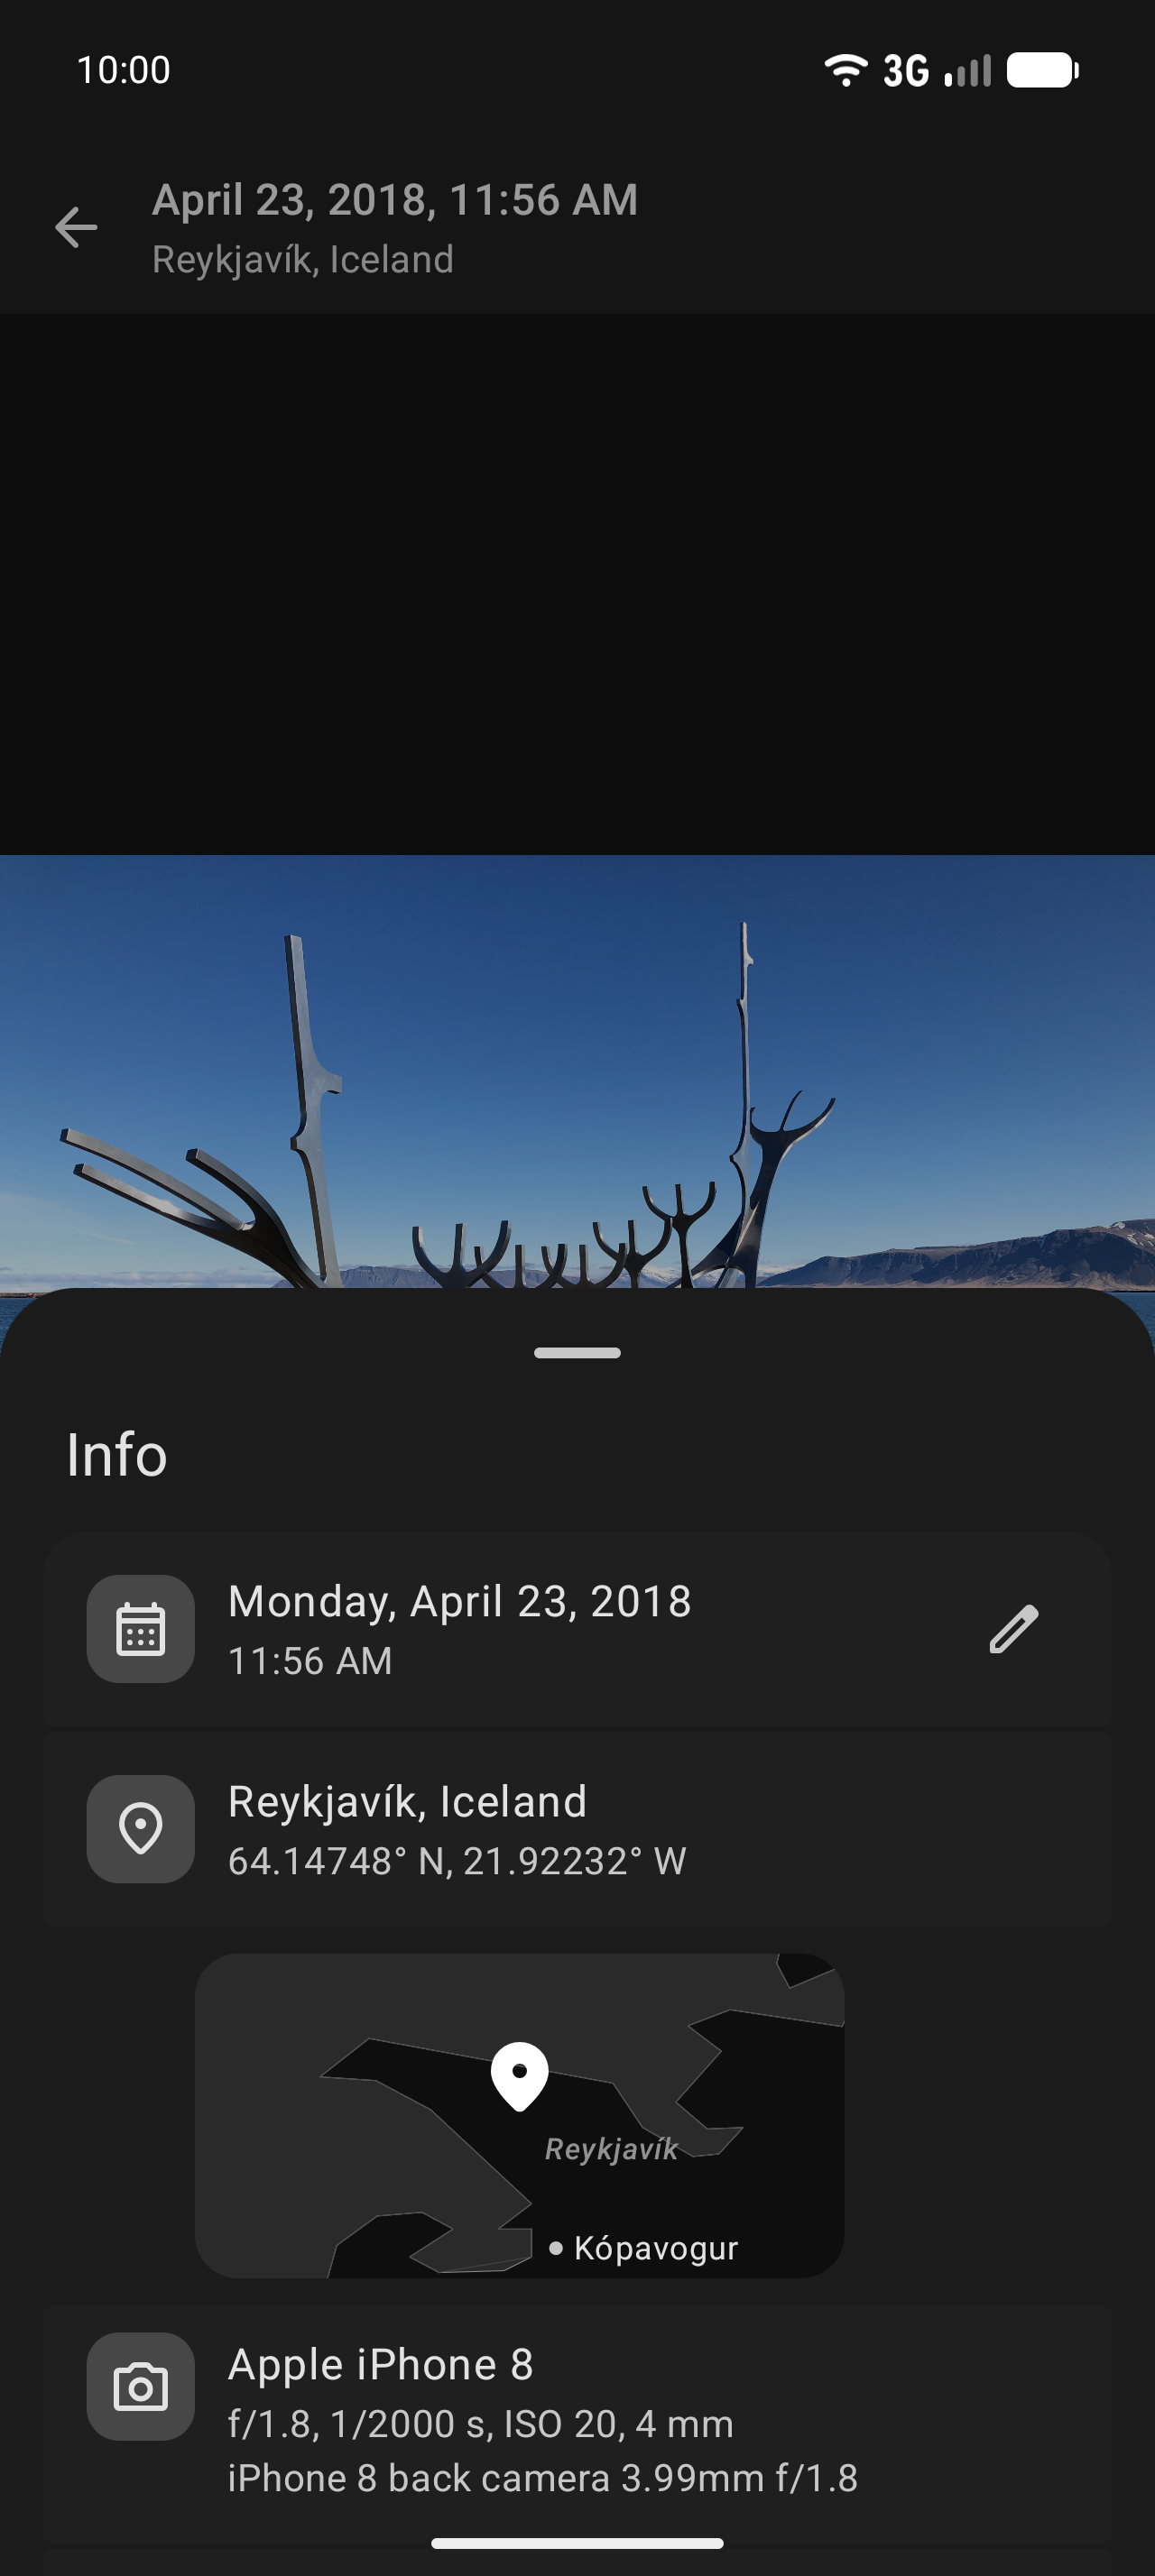 10:00
3G
April 23, 2018, 11:56 AM
Reykjavík, Iceland
Info
Monday, April 23, 2018
11:56 AM
Reykjavík, Iceland
64.14748° N, 21.92232° W
Reykjavík
Kópavogur
Apple iPhone 8
f/1.8, 1/2000 s, ISO 20, 4 mm
iPhone 8 back camera 3.99mm f/1.8